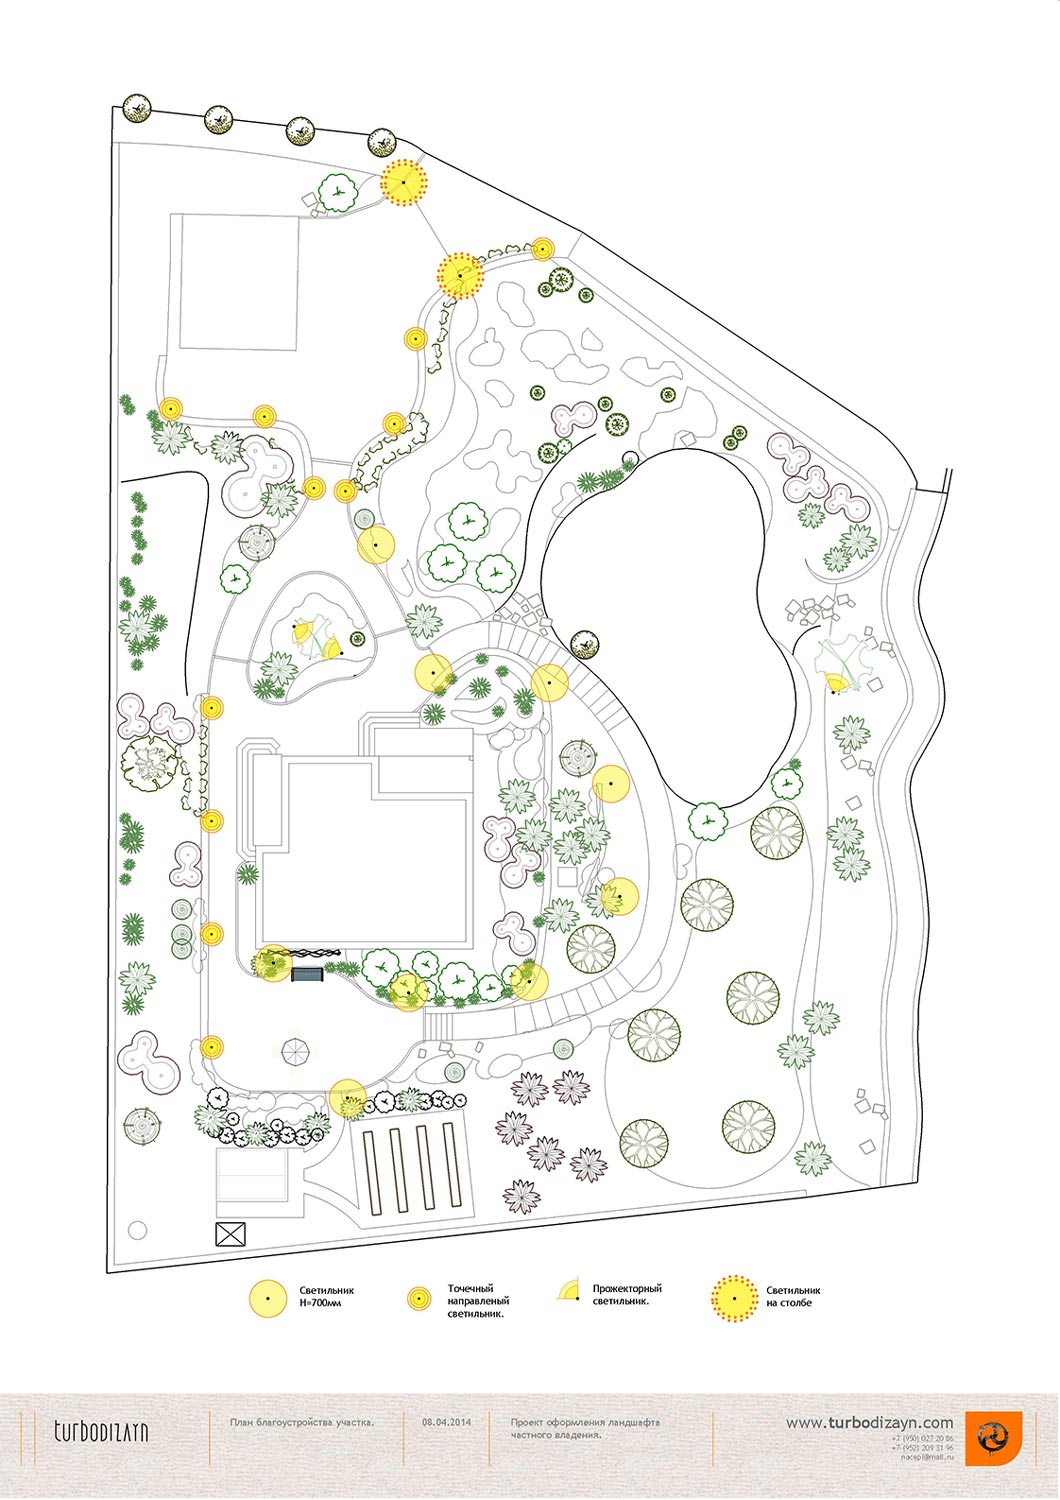 Светильник
H=700мм
Точечный
направленый
светильник.
Прожекторный
светильник.
Светильник
на столбе
turbodizayn
План благоустройства участка.
08.04.2014
Проект оформления ландшафта
частного владения.
www.turbodizayn.com
+7 (950) 027 20 86
+7 (952) 209 31 96
nacepi@mail.ru